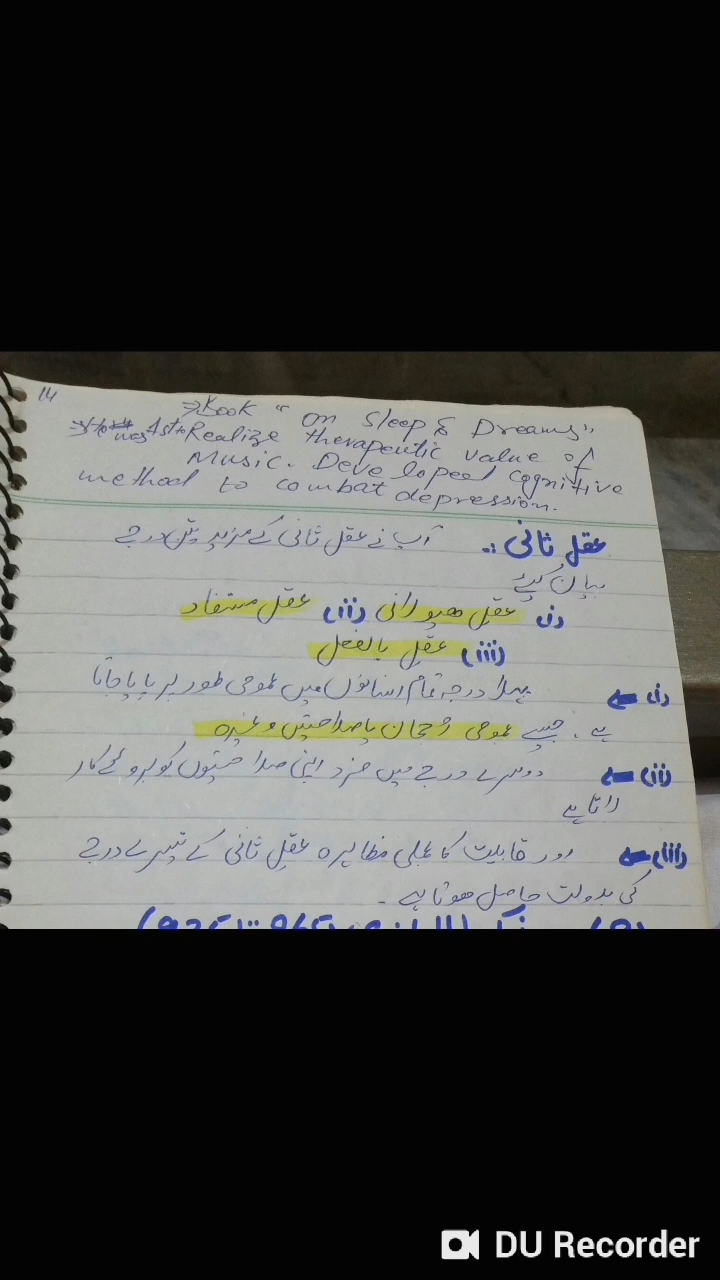 14
⇒ Book "On Sleep & Dreams"
was 1st to Realize therapeutic value of
Music. Developed Cognitive
method to combat depression.
عقل ثانی :. آپ نے عقل ثانی کے مزید تین درجے
بیان کیے
(i) عقلِ ھیولانی (ii) عقل مستفاد
(iii) عقلِ بالفعل
(i) ← پہلا درجہ تمام انسانوں میں عمومی طور پر پایا جاتا
ہے ۔ جیسے عمومی رجحان یا صلاحیتیں وغیرہ
(ii) ← دوسرے درجے میں فرد اپنی صلاحیتوں کو بروئے کار
لاتا ہے
(iii) ← اور قابلیت کا عملی مظاہرہ عقلِ ثانی کے تیسرے درجے
کی بدولت حاصل ھوتا ہے ۔
DU Recorder